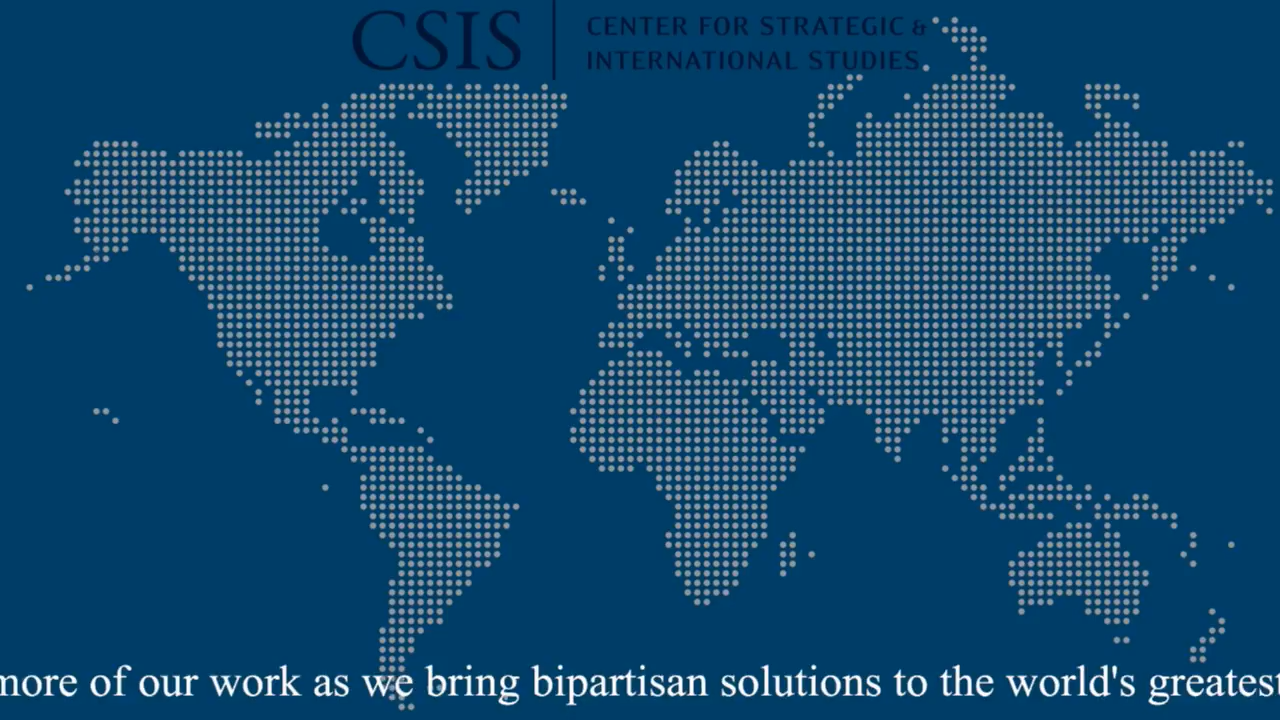 CSIS
CENTER FOR STRATEGIC &
INTERNATIONAL STUDIES
more of our work as we bring bipartisan solutions to the world's greatest